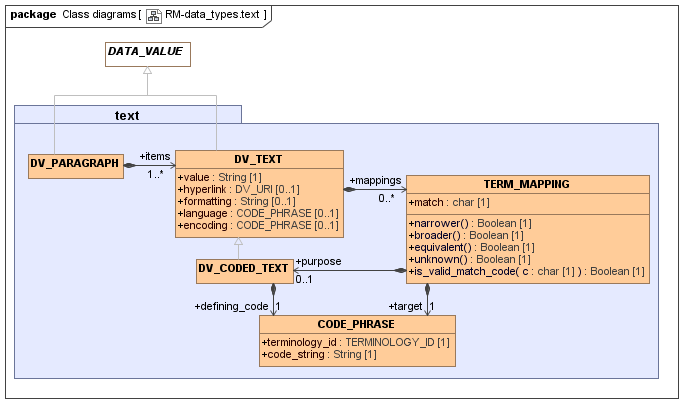 package Class diagrams [ RM-data_types.text ]
DATA_VALUE
text
DV_PARAGRAPH
+items
1..*
DV_TEXT
+value : String [1]
+hyperlink : DV_URI [0..1]
+formatting : String [0..1]
+language : CODE_PHRASE [0..1]
+encoding : CODE_PHRASE [0..1]
+mappings
0..*
TERM_MAPPING
+match : char [1]
+narrower() : Boolean [1]
+broader() : Boolean [1]
+equivalent() : Boolean [1]
+unknown() : Boolean [1]
+is_valid_match_code( c : char [1] ) : Boolean [1]
DV_CODED_TEXT
+purpose
0..1
+defining_code
1
+target
1
CODE_PHRASE
+terminology_id : TERMINOLOGY_ID [1]
+code_string : String [1]